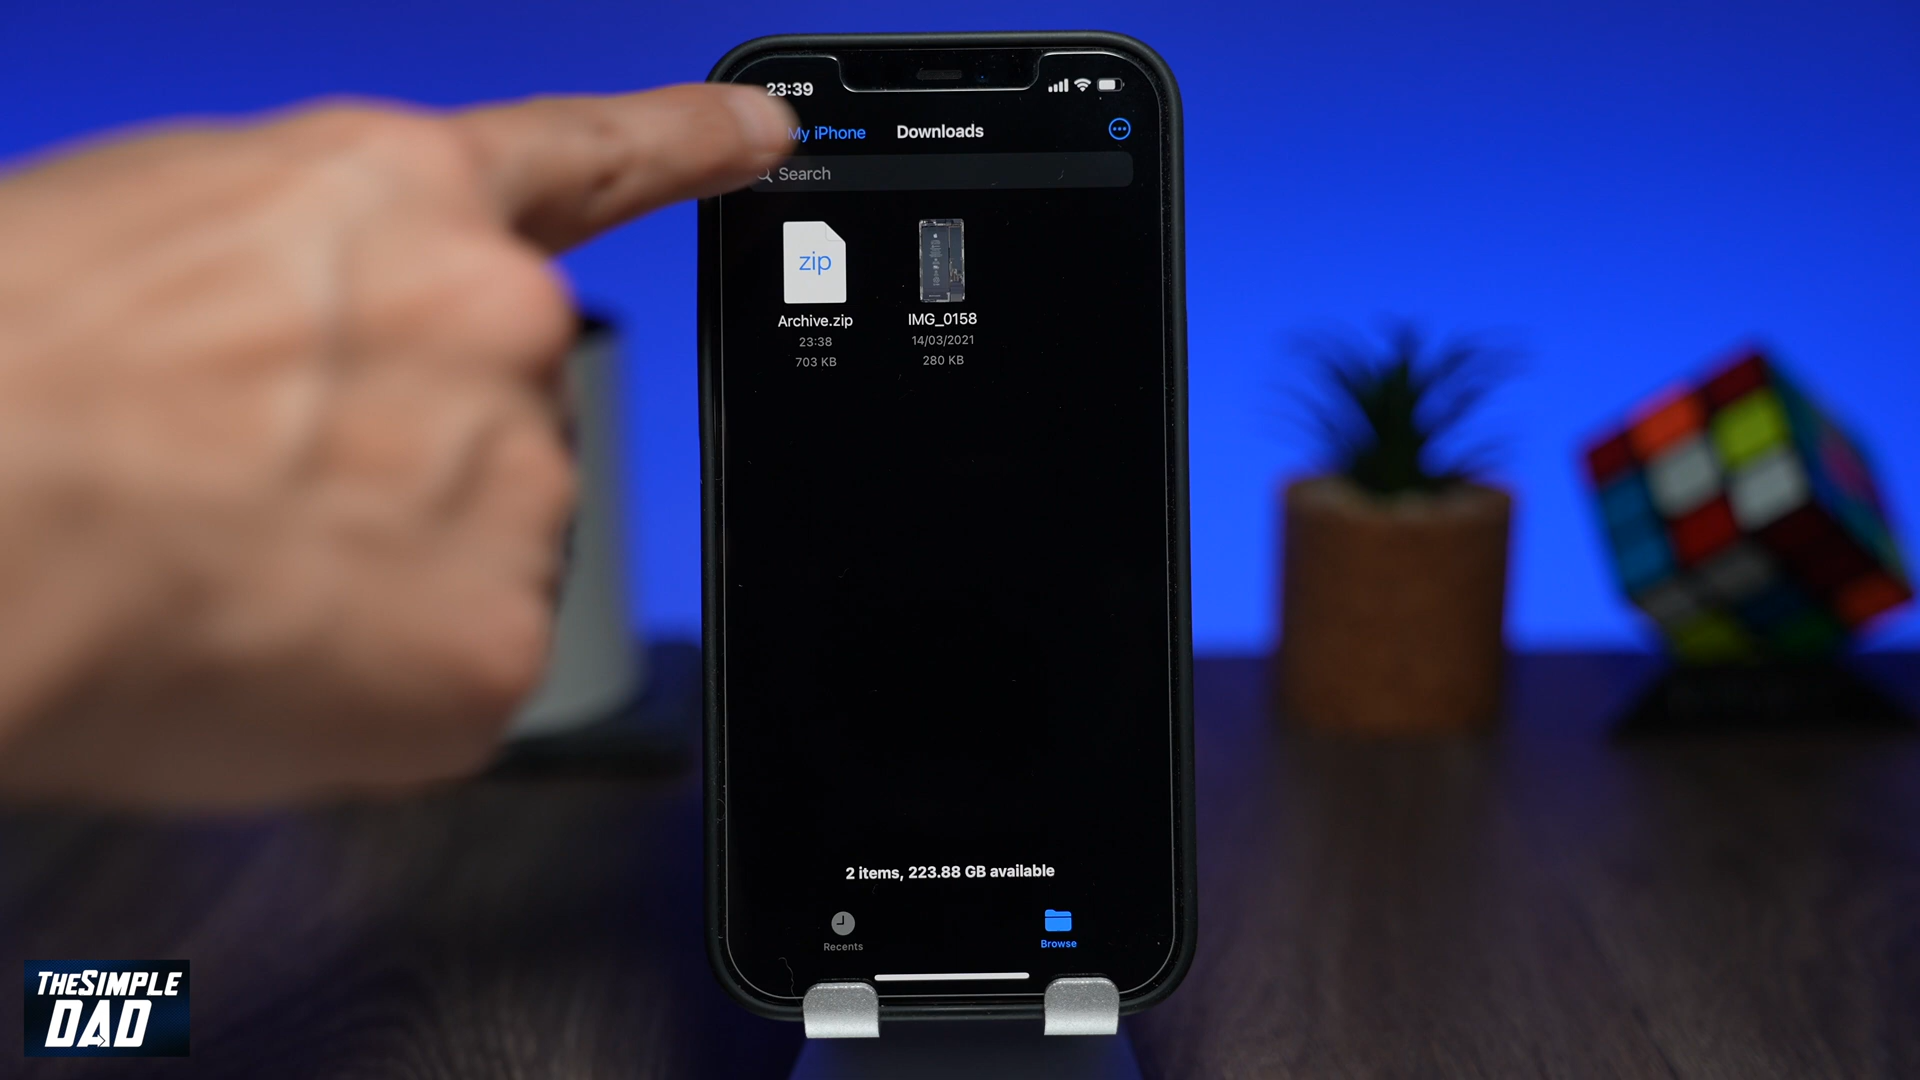 23:39
My iPhone
Downloads
Search
zip
Archive.zip
23:38
703 KB
IMG_0158
14/03/2021
280 KB
2 items, 223.88 GB available
Recents
Browse
THESIMPLE
DAD